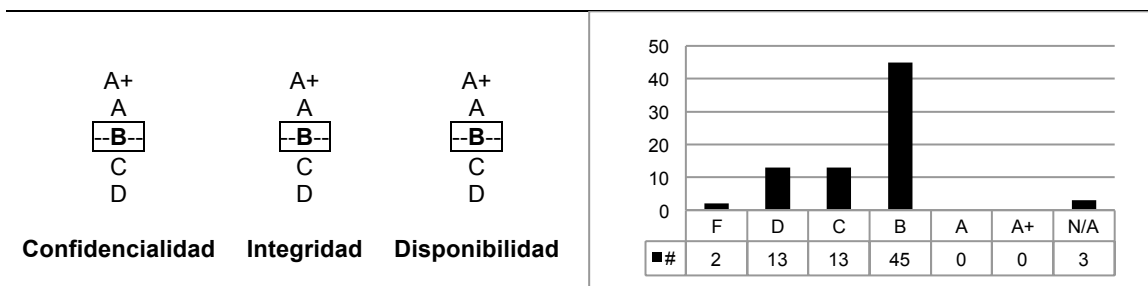 A+ A+ A+
A A A
--B-- --B-- --B--
C C C
D D D
Confidencialidad Integridad Disponibilidad
50
40
30
20
10
0
F D C B A A+ N/A
# 2 13 13 45 0 0 3